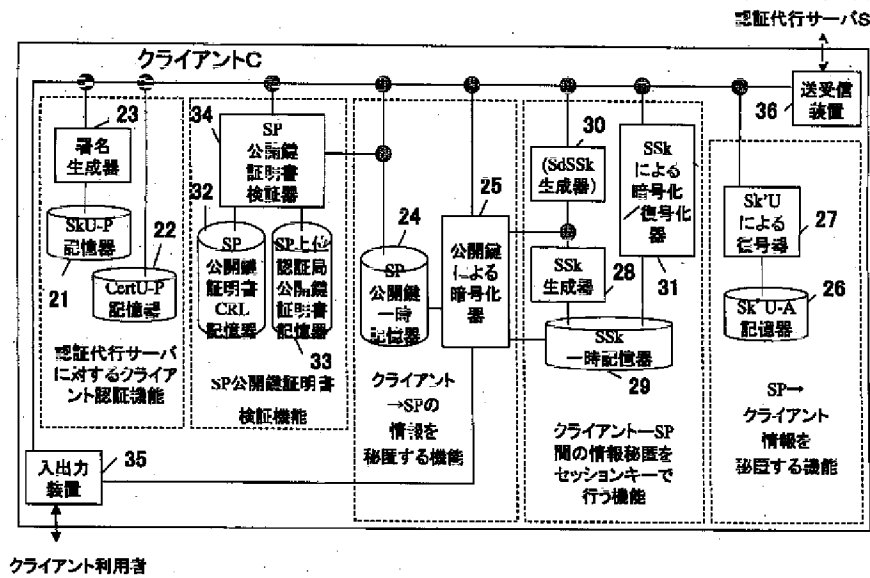 認証代行サーバS
クライアントC
送受信
装置
36
23
署名
生成器
SkU-P
記憶器
21
22
CertU-P
記憶器
認証代行サーバ
に対するクライア
ント認証機能
34
SP
公開鍵
証明書
検証器
32
SP
公開鍵
証明書
CRL
記憶器
SP上位
認証局
公開鍵
証明書
記憶器
33
SP公開鍵証明書
検証機能
24
SP
公開鍵
一時
記憶器
25
公開鍵
による
暗号化
器
クライアント
→SPの
情報を
秘匿する機能
30
(SdSSk
生成器)
SSk
生成器
28
SSk
による
暗号化
/復号化
器
31
SSk
一時記憶器
29
クライアントーSP
間の情報秘匿を
セッションキーで
行う機能
Sk'U
による
復号器
27
26
Sk'U-A
記憶器
SP→
クライアント
情報を
秘匿する機能
入出力
装置
35
クライアント利用者